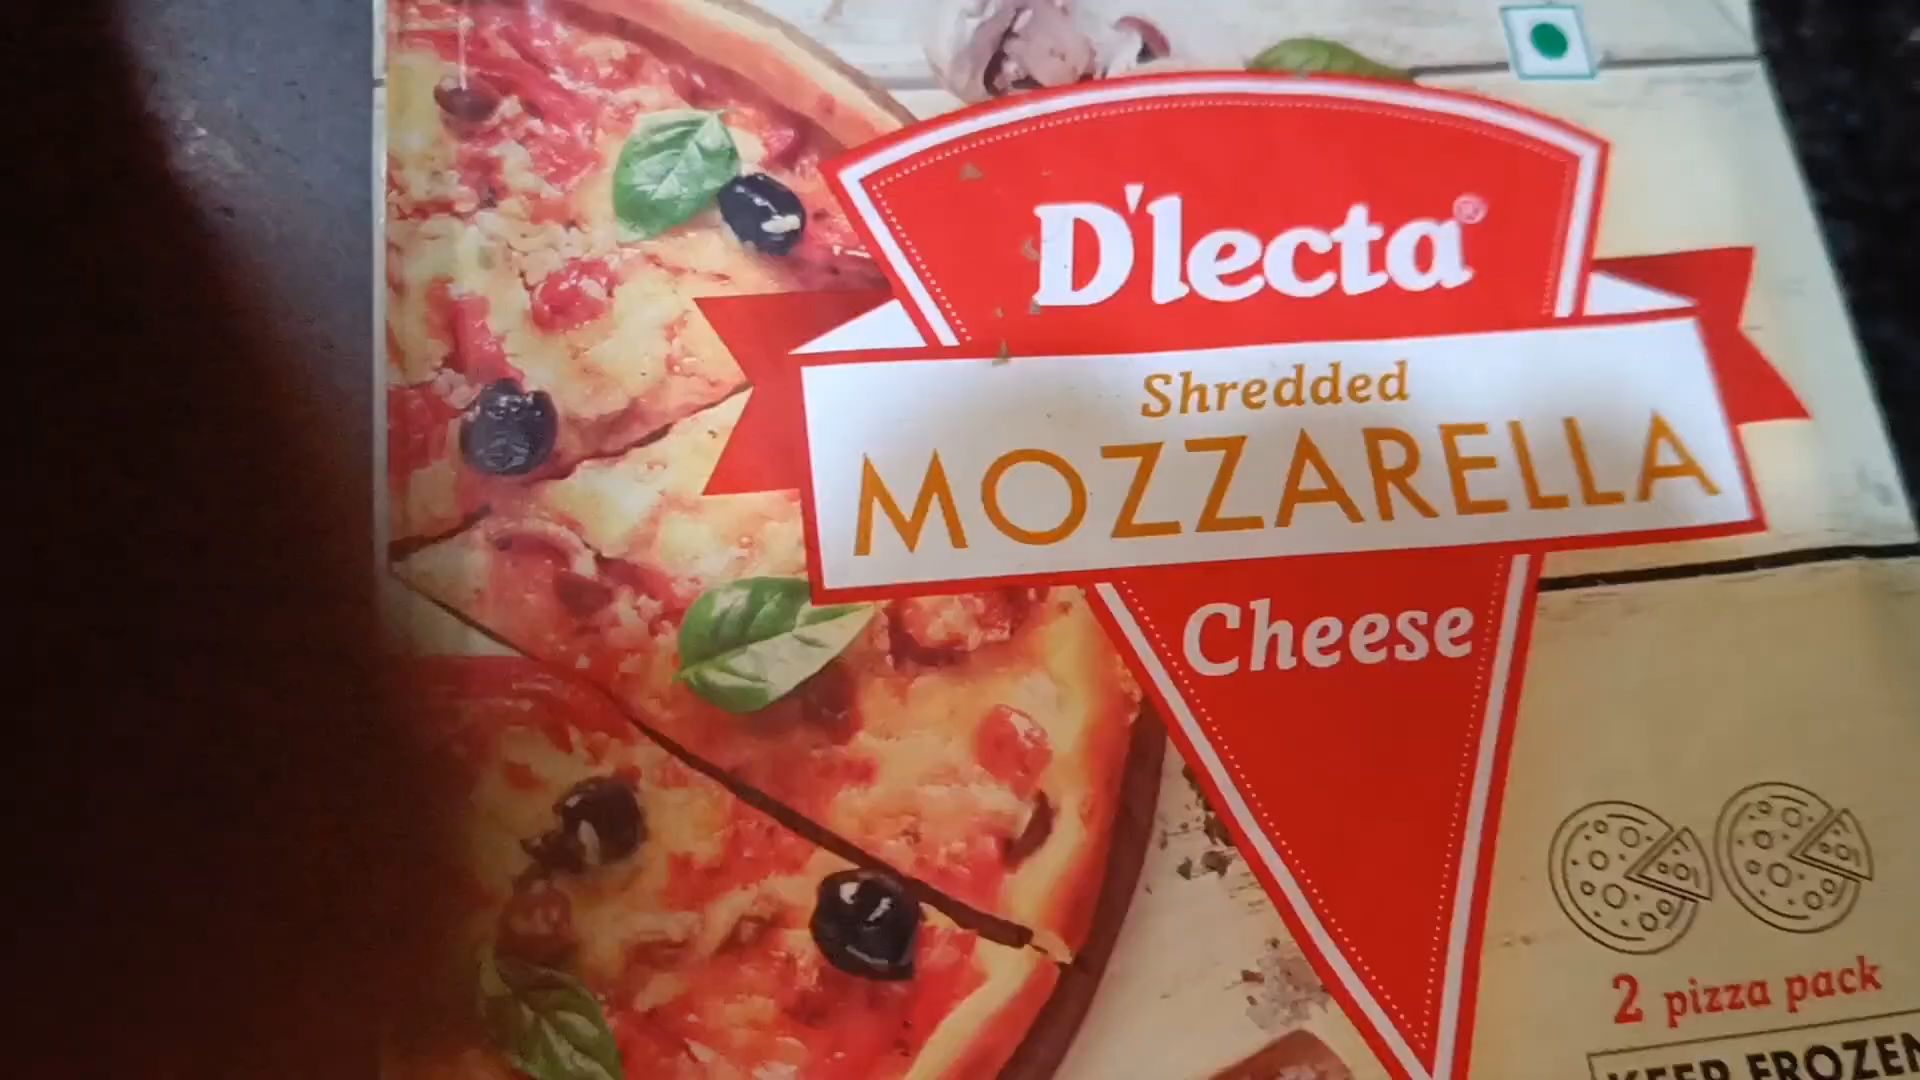 D'lecta®
Shredded
MOZZARELLA
Cheese
2 pizza pack
KEEP FROZEN